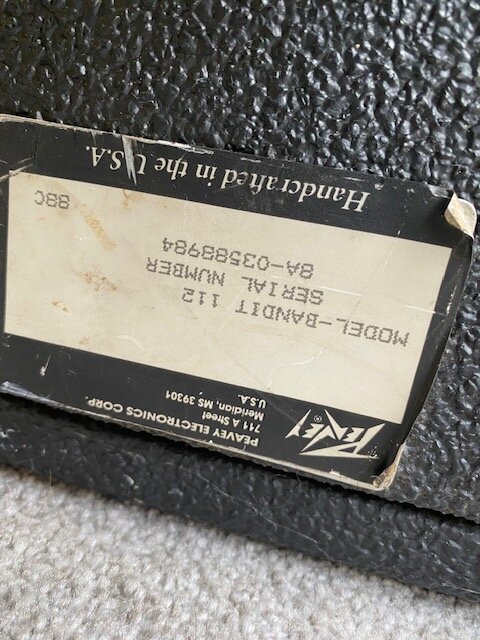 PEAVEY®
PEAVEY ELECTRONICS CORP.
711 A Street
Meridian, MS 39301
U.S.A.
MODEL-BANDIT 112
SERIAL NUMBER
8A-03588984
88C
Handcrafted in the U.S.A.